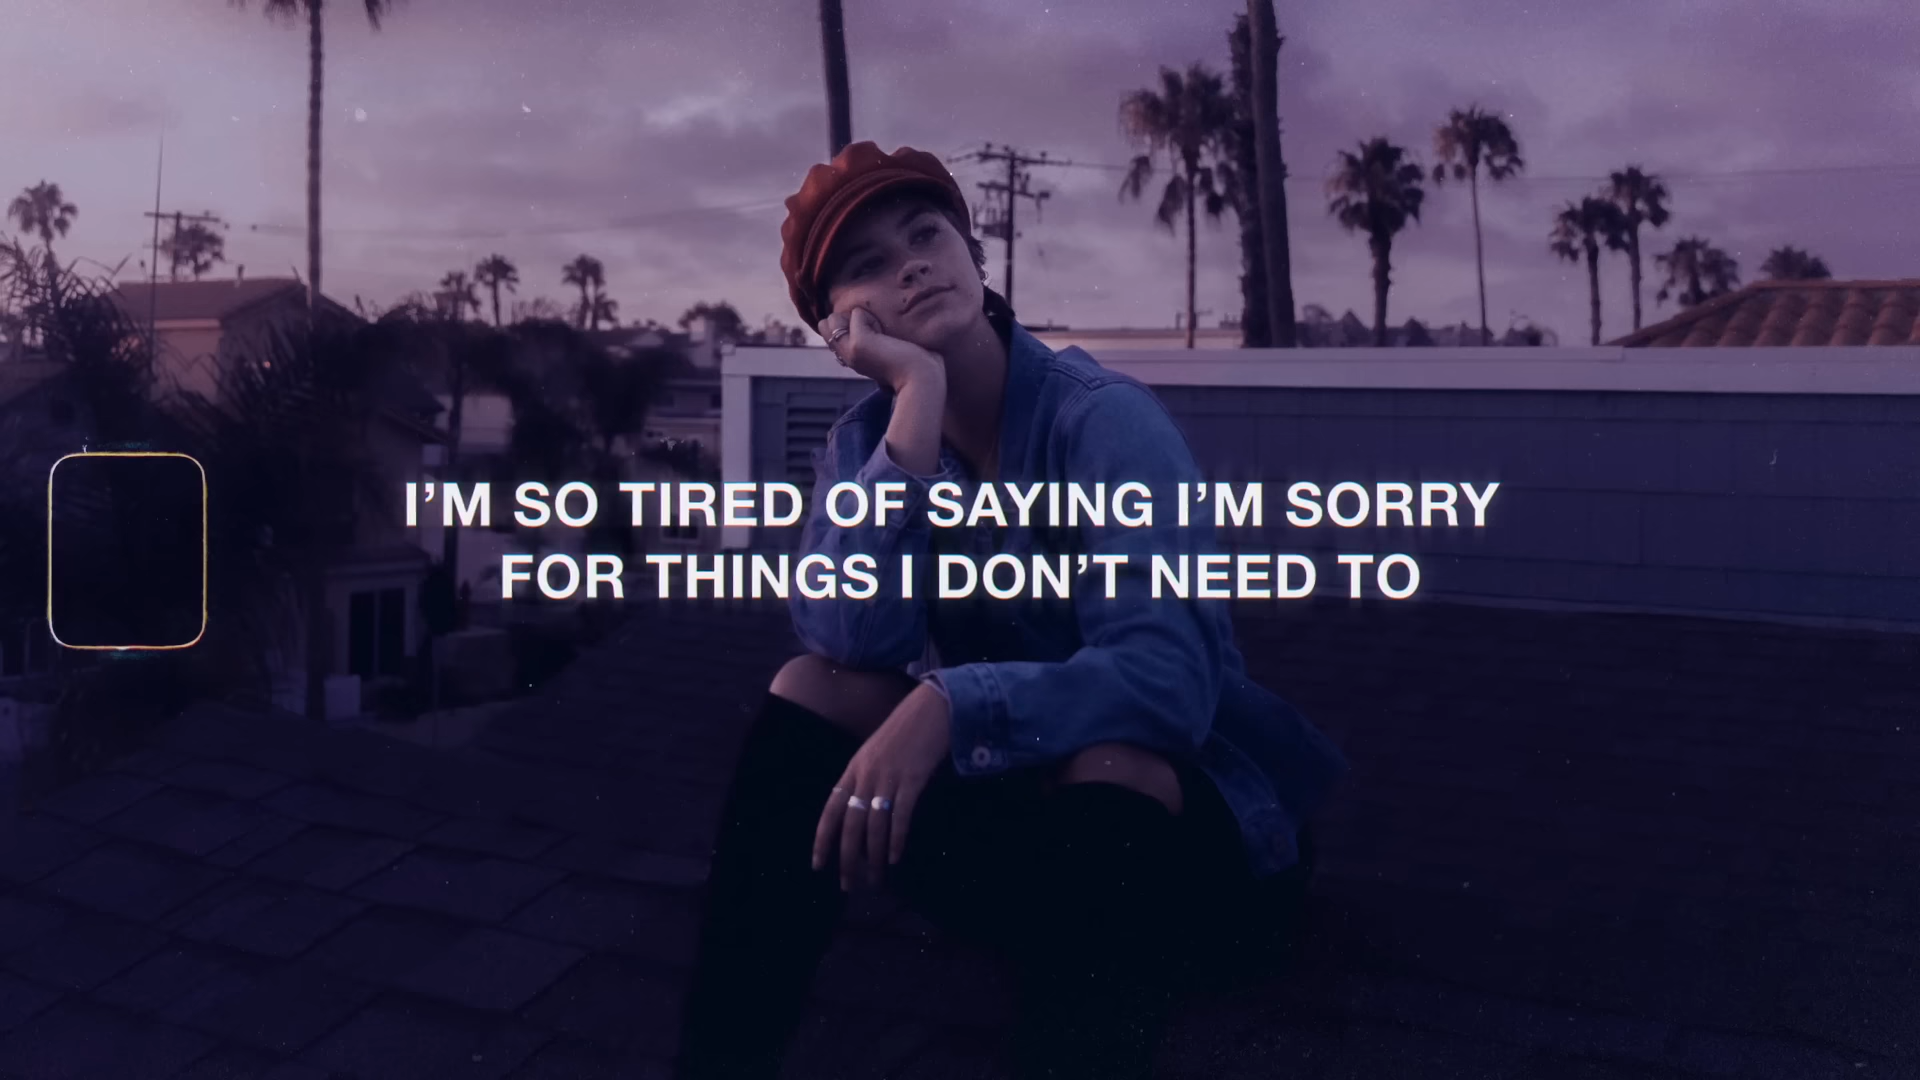 I’M SO TIRED OF SAYING I’M SORRY
FOR THINGS I DON’T NEED TO